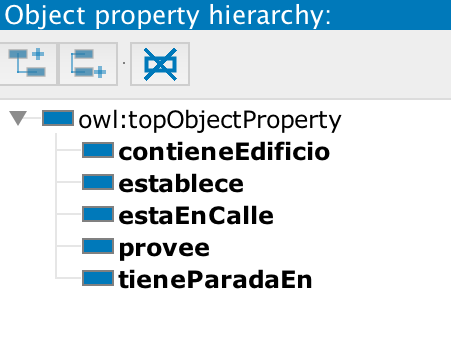 Object property hierarchy:
owl:topObjectProperty
contieneEdificio
establece
estaEnCalle
provee
tieneParadaEn